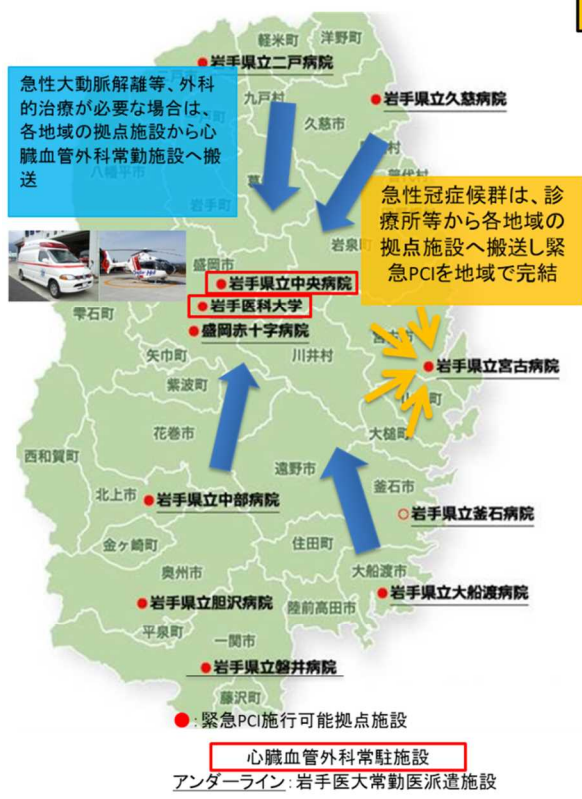 軽米町
洋野町
岩手県立二戸病院
急性大動脈解離等、外科
的治療が必要な場合は、
各地域の拠点施設から心
臓血管外科常勤施設へ搬
送
九戸村
岩手県立久慈病院
久慈市
急性冠症候群は、診
療所等から各地域の
拠点施設へ搬送し緊
急PCIを地域で完結
八幡平市
岩手町
岩泉町
盛岡市
岩手県立中央病院
岩手医科大学
雫石町
盛岡赤十字病院
宮古市
矢巾町
川井村
岩手県立宮古病院
紫波町
花巻市
大槌町
西和賀町
遠野市
釜石市
北上市
岩手県立中部病院
岩手県立釜石病院
金ヶ崎町
住田町
奥州市
大船渡市
岩手県立大船渡病院
岩手県立胆沢病院
陸前高田市
平泉町
一関市
岩手県立磐井病院
藤沢町
:緊急PCI施行可能拠点施設
心臓血管外科常駐施設
アンダーライン:岩手医大常勤医派遣施設